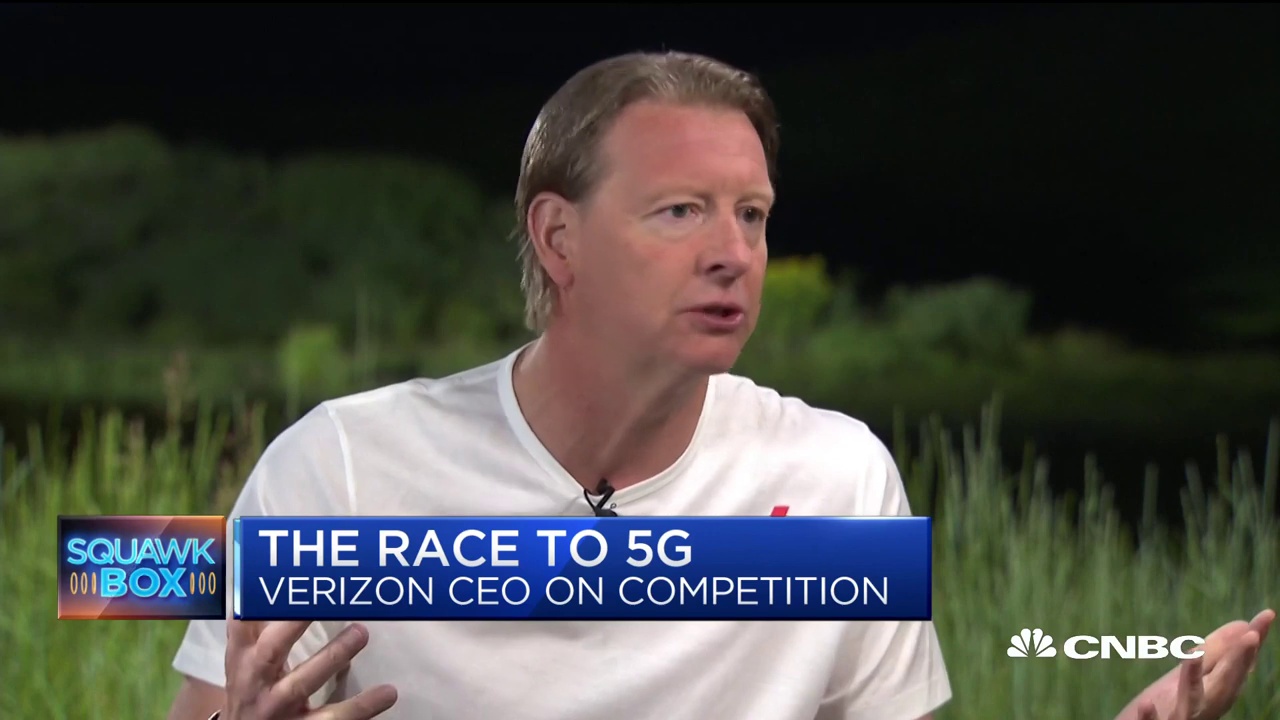 SQUAWK
BOX
THE RACE TO 5G
VERIZON CEO ON COMPETITION
CNBC